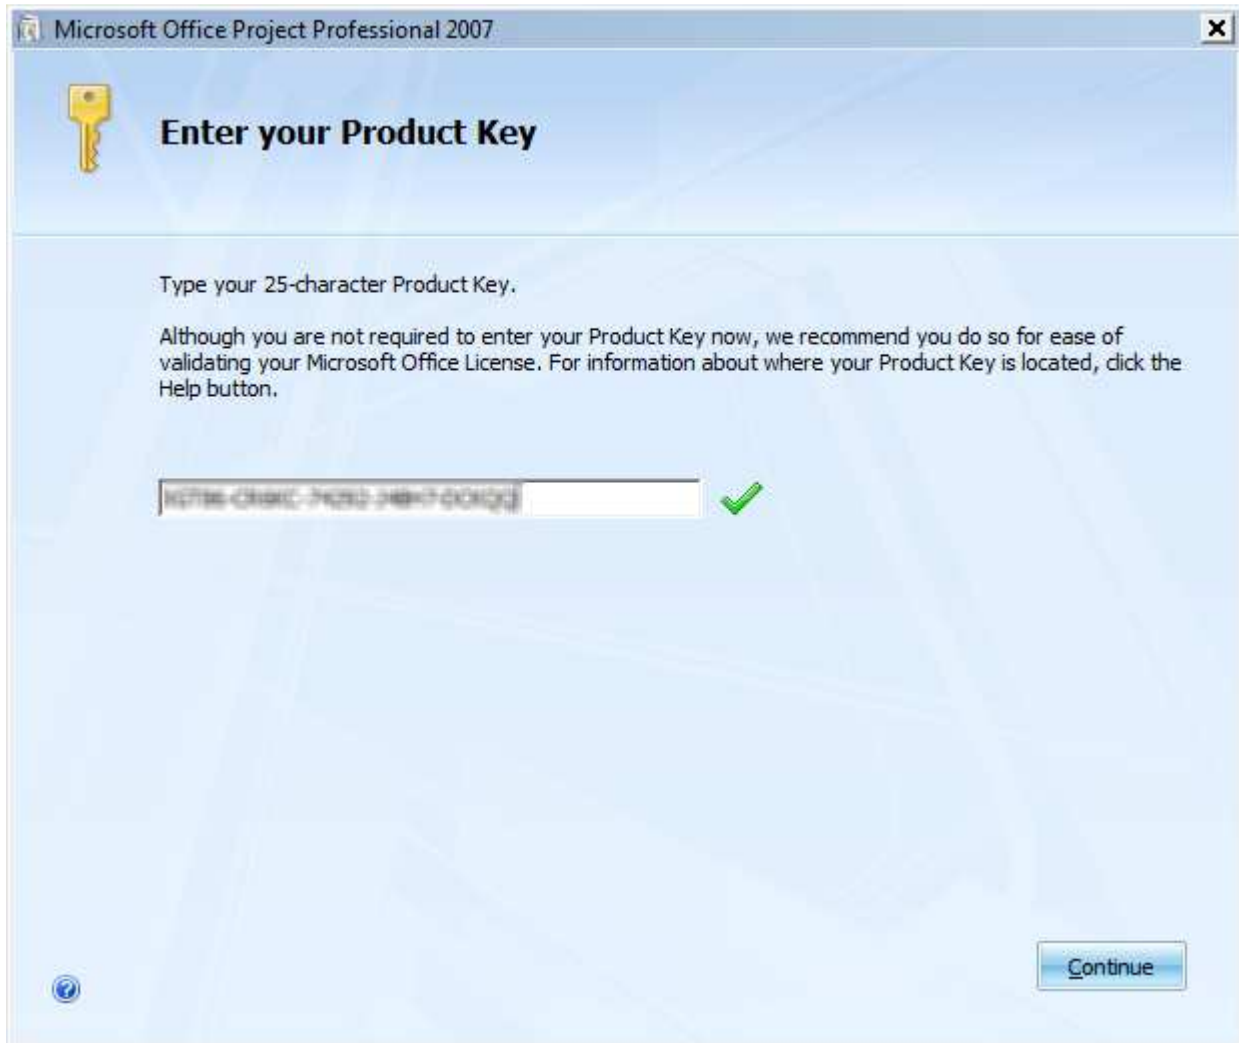 Microsoft Office Project Professional 2007
Enter your Product Key
Type your 25-character Product Key.
Although you are not required to enter your Product Key now, we recommend you do so for ease of
validating your Microsoft Office License. For information about where your Product Key is located, click the
Help button.
Continue